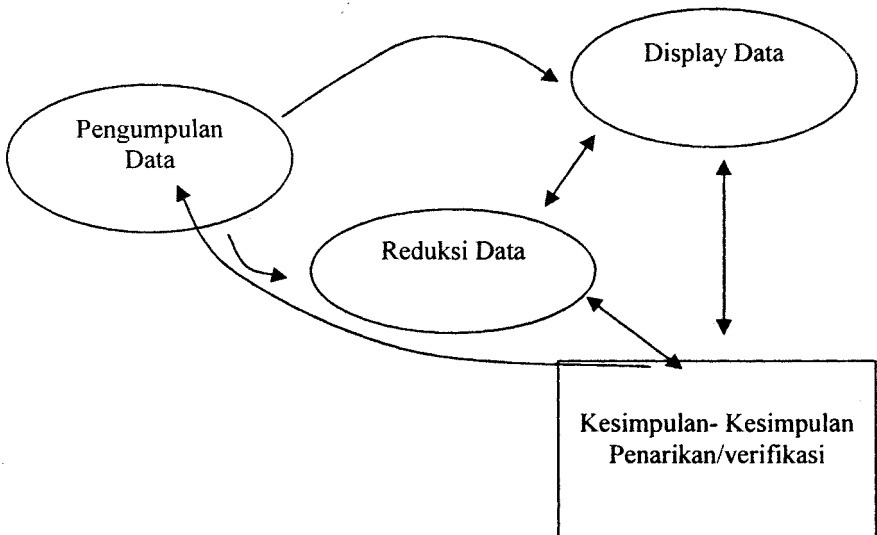 Display Data
Pengumpulan
Data
Reduksi Data
Kesimpulan- Kesimpulan
Penarikan/verifikasi